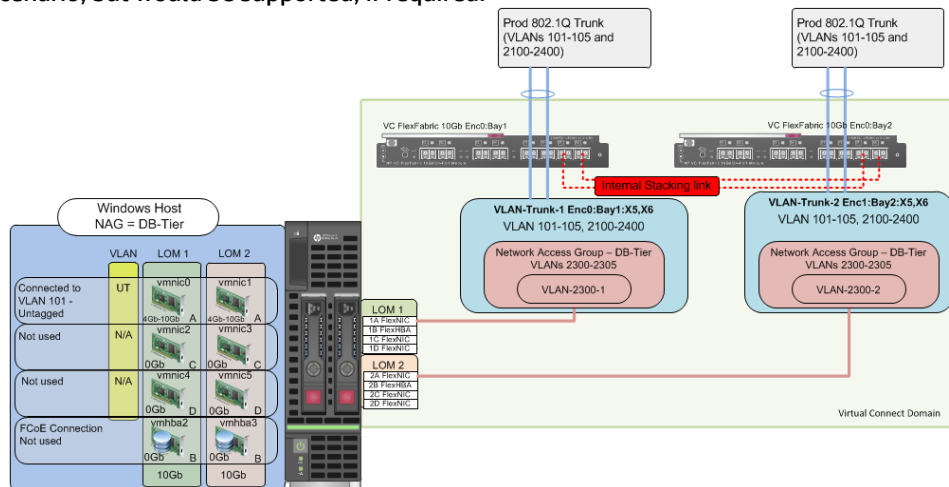 Prod 802.1Q Trunk
(VLANs 101-105 and
2100-2400)
Prod 802.1Q Trunk
(VLANs 101-105 and
2100-2400)
VC FlexFabric 10Gb Enc0:Bay1
VC FlexFabric 10Gb Enc0:Bay2
Internal Stacking link
VLAN-Trunk-1 Enc0:Bay1:X5,X6
VLAN 101-105, 2100-2400
Network Access Group – DB-Tier
VLANs 2300-2305
VLAN-2300-1
VLAN-Trunk-2 Enc1:Bay2:X5,X6
VLAN 101-105, 2100-2400
Network Access Group – DB-Tier
VLANs 2300-2305
VLAN-2300-2
Windows Host
NAG = DB-Tier
VLAN LOM 1 LOM 2
Connected to
VLAN 101 -
Untagged
UT
vmnic0
4Gb-10Gb A
vmnic1
4Gb-10Gb A
Not used
N/A
vmnic2
0Gb C
vmnic3
0Gb C
Not used
N/A
vmnic4
0Gb D
vmnic5
0Gb D
FCoE Connection
Not used
vmhba2
0Gb B
vmhba3
0Gb B
10Gb 10Gb
LOM 1
1A FlexNIC
1B FlexHBA
1C FlexNIC
1D FlexNIC
LOM 2
2A FlexNIC
2B FlexHBA
2C FlexNIC
2D FlexNIC
Virtual Connect Domain